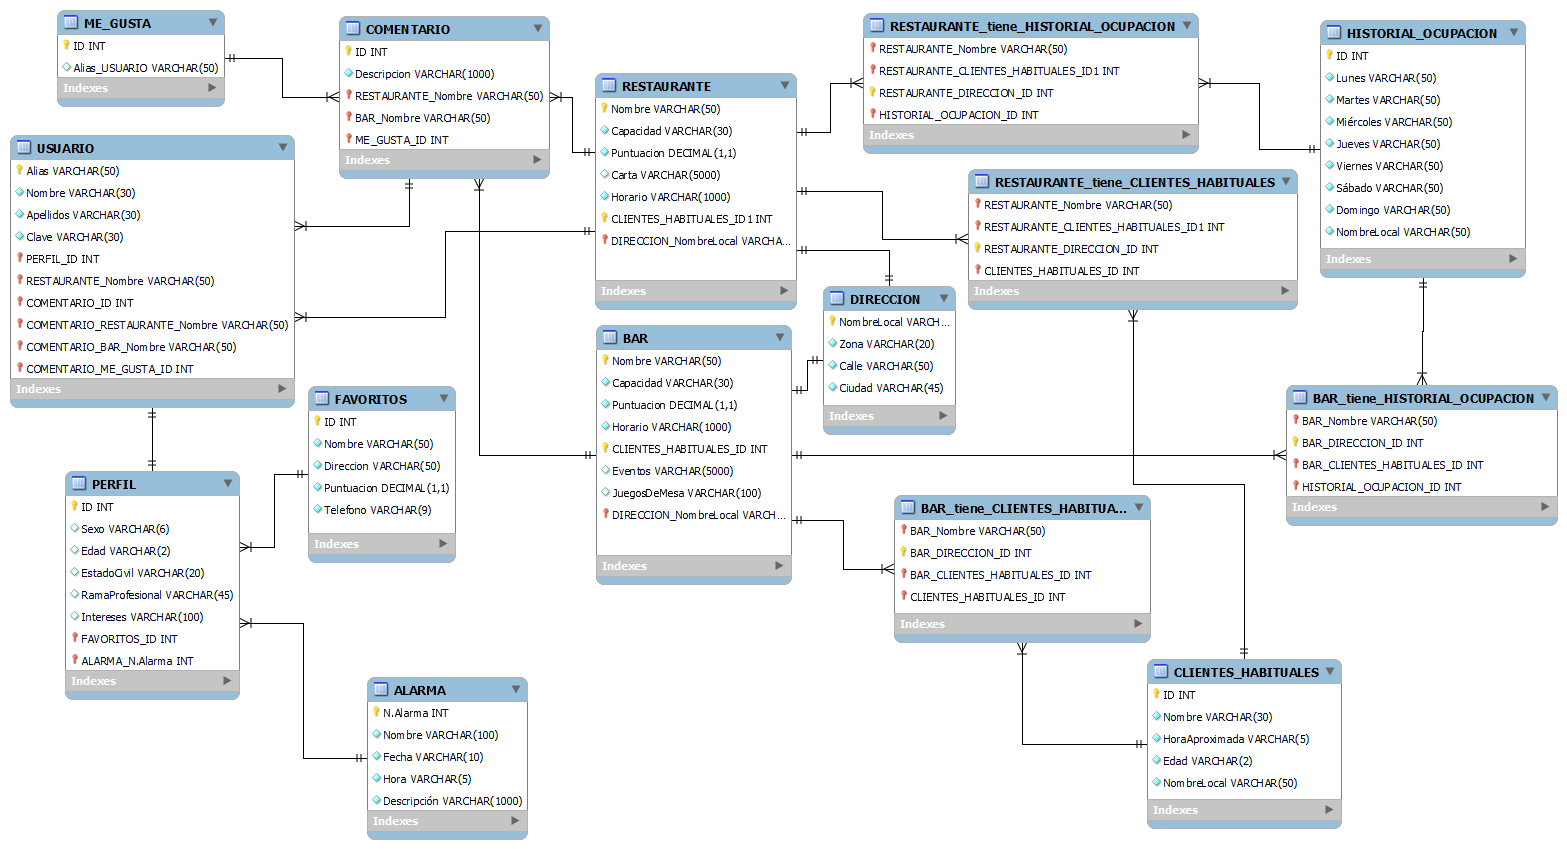 ME_GUSTA
ID INT
Alias_USUARIO VARCHAR(50)
Indexes
COMENTARIO
ID INT
Descripcion VARCHAR(1000)
RESTAURANTE_Nombre VARCHAR(50)
BAR_Nombre VARCHAR(50)
ME_GUSTA_ID INT
Indexes
RESTAURANTE
Nombre VARCHAR(50)
Capacidad VARCHAR(30)
Puntuacion DECIMAL(1,1)
Carta VARCHAR(5000)
Horario VARCHAR(1000)
CLIENTES_HABITUALES_ID1 INT
DIRECCION_NombreLocal VARCHA...
Indexes
RESTAURANTE_tiene_HISTORIAL_OCUPACION
RESTAURANTE_Nombre VARCHAR(50)
RESTAURANTE_CLIENTES_HABITUALES_ID1 INT
RESTAURANTE_DIRECCION_ID INT
HISTORIAL_OCUPACION_ID INT
Indexes
HISTORIAL_OCUPACION
ID INT
Lunes VARCHAR(50)
Martes VARCHAR(50)
Miércoles VARCHAR(50)
Jueves VARCHAR(50)
Viernes VARCHAR(50)
Sábado VARCHAR(50)
Domingo VARCHAR(50)
NombreLocal VARCHAR(50)
Indexes
USUARIO
Alias VARCHAR(50)
Nombre VARCHAR(30)
Apellidos VARCHAR(30)
Clave VARCHAR(30)
PERFIL_ID INT
RESTAURANTE_Nombre VARCHAR(50)
COMENTARIO_ID INT
COMENTARIO_RESTAURANTE_Nombre VARCHAR(50)
COMENTARIO_BAR_Nombre VARCHAR(50)
COMENTARIO_ME_GUSTA_ID INT
Indexes
RESTAURANTE_tiene_CLIENTES_HABITUALES
RESTAURANTE_Nombre VARCHAR(50)
RESTAURANTE_CLIENTES_HABITUALES_ID1 INT
RESTAURANTE_DIRECCION_ID INT
CLIENTES_HABITUALES_ID INT
Indexes
DIRECCION
NombreLocal VARCH...
Zona VARCHAR(20)
Calle VARCHAR(50)
Ciudad VARCHAR(45)
Indexes
BAR
Nombre VARCHAR(50)
Capacidad VARCHAR(30)
Puntuacion DECIMAL(1,1)
Horario VARCHAR(1000)
CLIENTES_HABITUALES_ID INT
Eventos VARCHAR(5000)
JuegosDeMesa VARCHAR(100)
DIRECCION_NombreLocal VARCH...
Indexes
FAVORITOS
ID INT
Nombre VARCHAR(50)
Direccion VARCHAR(50)
Puntuacion DECIMAL(1,1)
Telefono VARCHAR(9)
Indexes
BAR_tiene_HISTORIAL_OCUPACION
BAR_Nombre VARCHAR(50)
BAR_DIRECCION_ID INT
BAR_CLIENTES_HABITUALES_ID INT
HISTORIAL_OCUPACION_ID INT
Indexes
PERFIL
ID INT
Sexo VARCHAR(6)
Edad VARCHAR(2)
EstadoCivil VARCHAR(20)
RamaProfesional VARCHAR(45)
Intereses VARCHAR(100)
FAVORITOS_ID INT
ALARMA_N.Alarma INT
Indexes
BAR_tiene_CLIENTES_HABITUA...
BAR_Nombre VARCHAR(50)
BAR_DIRECCION_ID INT
BAR_CLIENTES_HABITUALES_ID INT
CLIENTES_HABITUALES_ID INT
Indexes
ALARMA
N.Alarma INT
Nombre VARCHAR(100)
Fecha VARCHAR(10)
Hora VARCHAR(5)
Descripción VARCHAR(1000)
Indexes
CLIENTES_HABITUALES
ID INT
Nombre VARCHAR(30)
HoraAproximada VARCHAR(5)
Edad VARCHAR(2)
NombreLocal VARCHAR(50)
Indexes